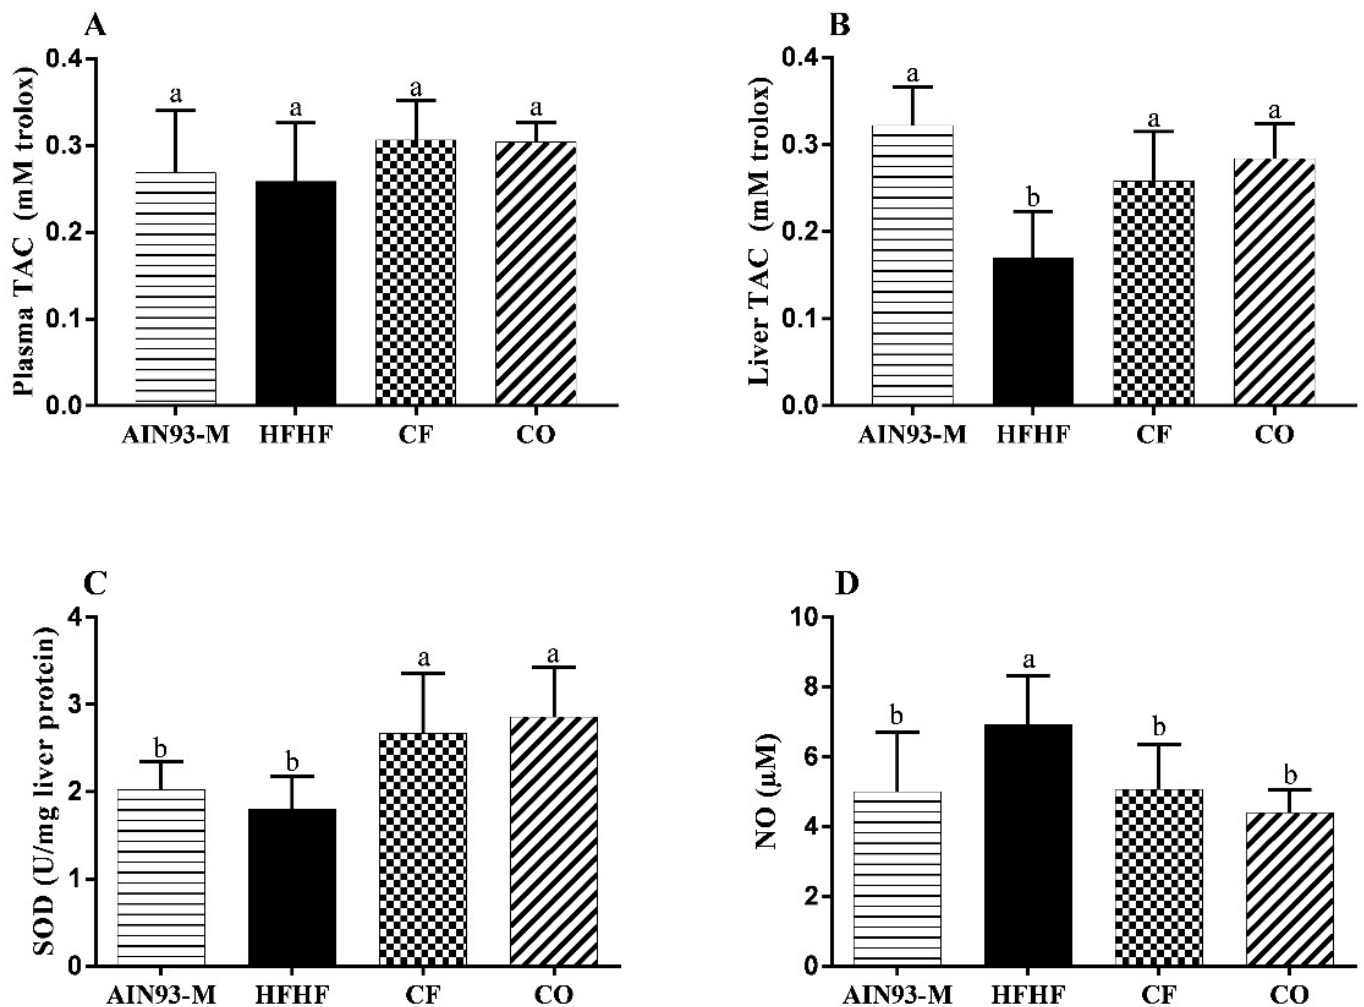 A
Plasma TAC (mM trolox)
0.4
0.3
0.2
0.1
0.0
a
a
a
a
AIN93-M HFHF CF CO
B
Liver TAC (mM trolox)
0.4
0.3
0.2
0.1
0.0
a
b
a
a
AIN93-M HFHF CF CO
C
SOD (U/mg liver protein)
4
3
2
1
0
b
b
a
a
AIN93-M HFHF CF CO
D
NO (µM)
10
8
6
4
2
0
b
a
b
b
AIN93-M HFHF CF CO